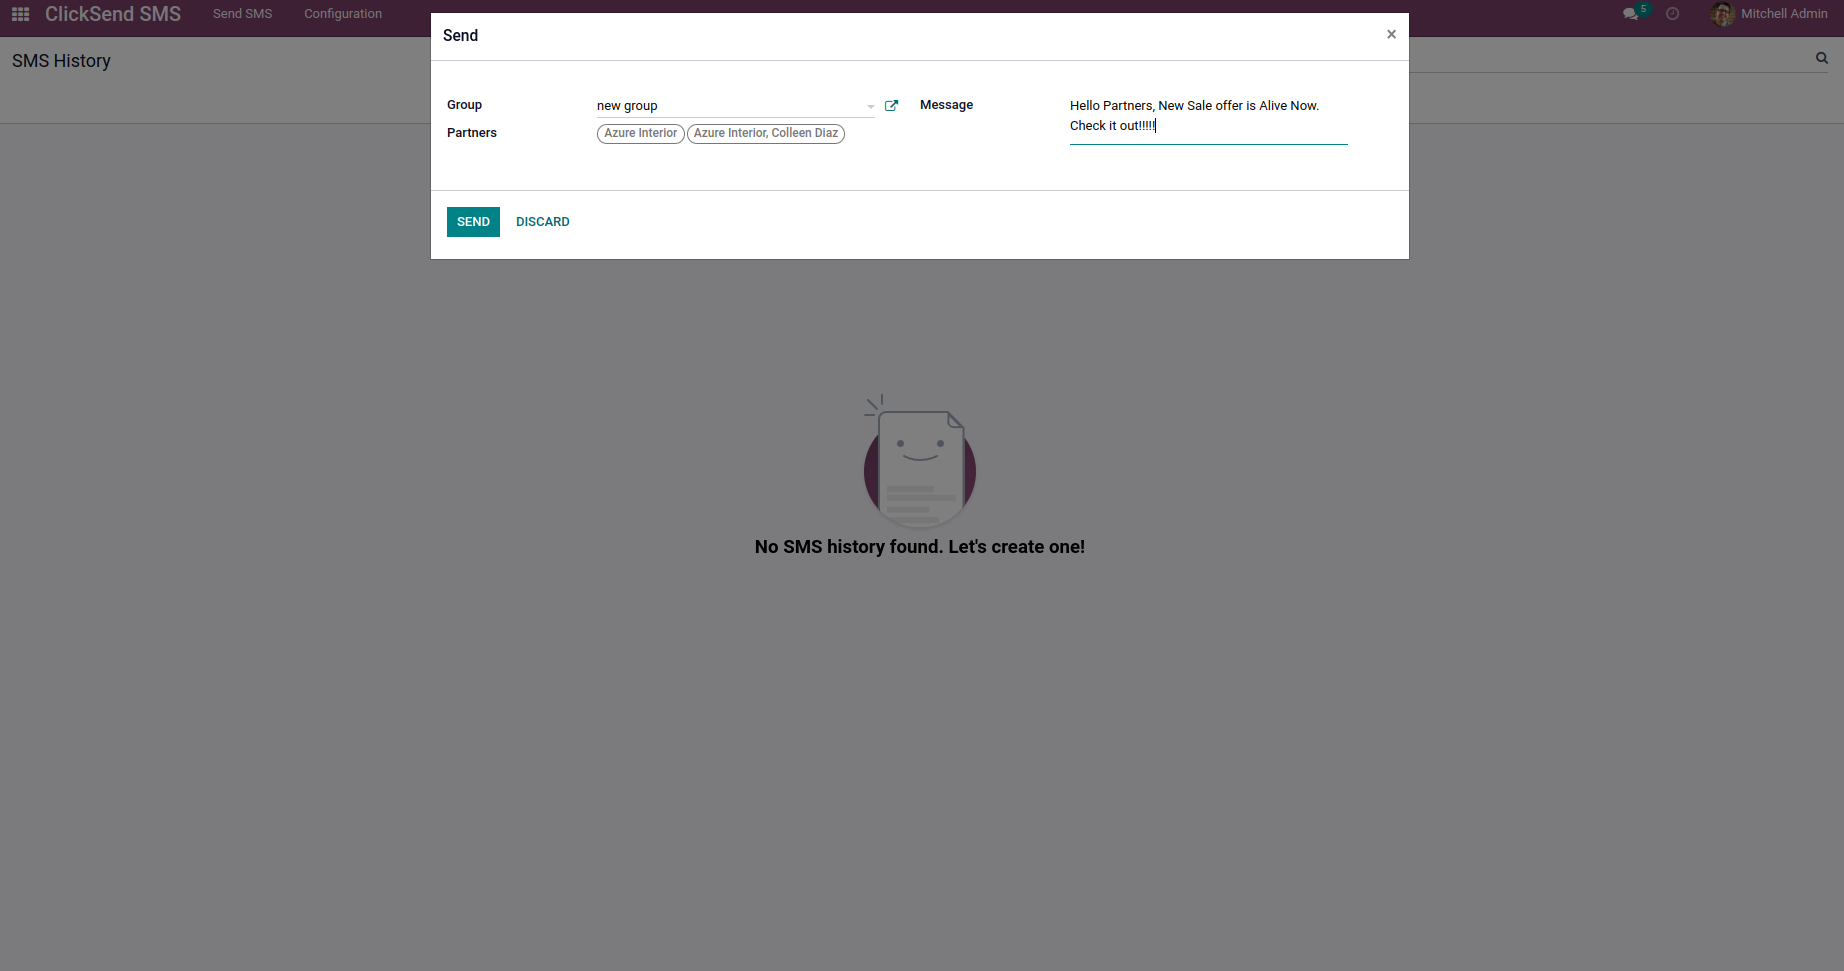 ClickSend SMS Send SMS Configuration 5 Mitchell Admin
Send ×
SMS History
Group new group Message Hello Partners, New Sale offer is Alive Now.
Check it out!!!!!
Partners Azure Interior Azure Interior, Colleen Diaz
SEND DISCARD
No SMS history found. Let's create one!